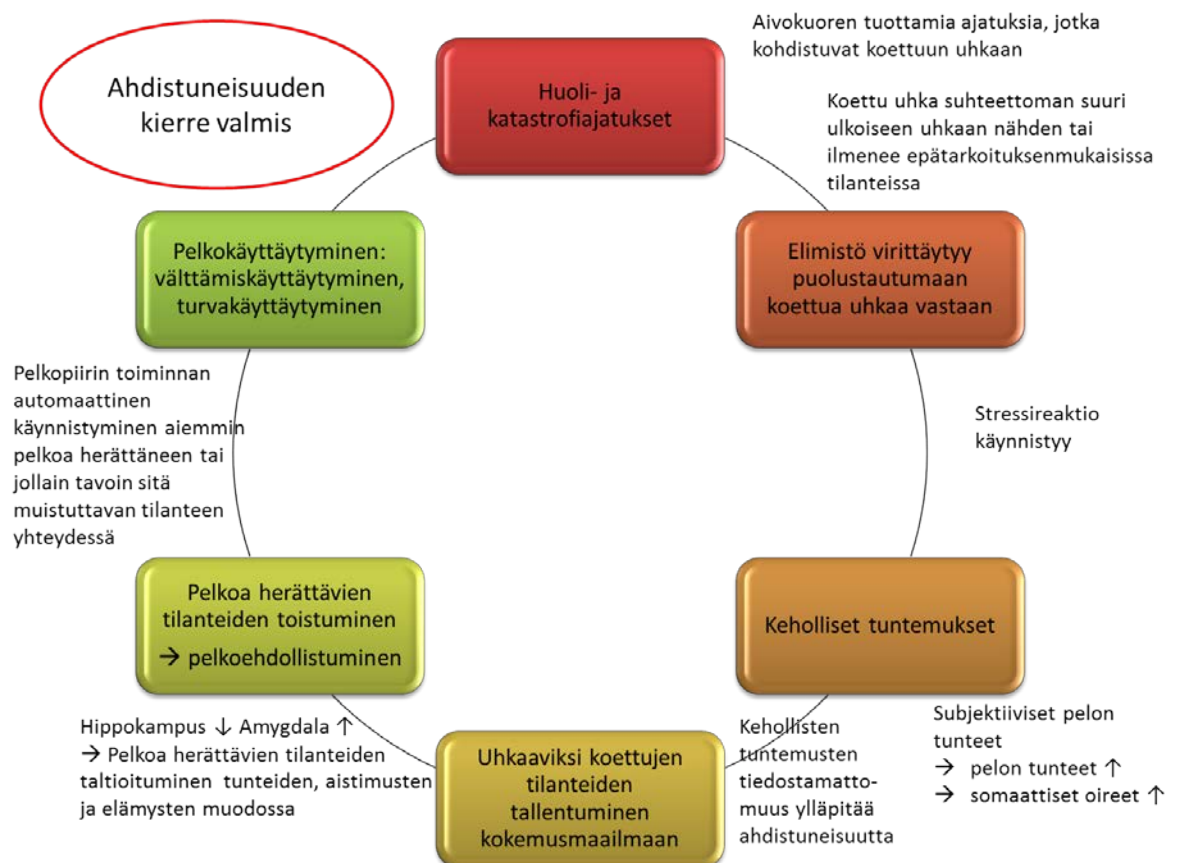 Ahdistuneisuuden
kierre valmis
Huoli- ja
katastrofiajatukset
Aivokuoren tuottamia ajatuksia, jotka
kohdistuvat koettuun uhkaan
Koettu uhka suhteettoman suuri
ulkoiseen uhkaan nähden tai
ilmenee epätarkoituksenmukaisissa
tilanteissa
Elimistö virittäytyy
puolustautumaan
koettua uhkaa vastaan
Stressireaktio
käynnistyy
Keholliset tuntemukset
Subjektiiviset pelon
tunteet
→ pelon tunteet ↑
→ somaattiset oireet ↑
Kehollisten
tuntemusten
tiedostamatto-
muus ylläpitää
ahdistuneisuutta
Uhkaaviksi koettujen
tilanteiden
tallentuminen
kokemusmaailmaan
Hippokampus ↓ Amygdala ↑
→ Pelkoa herättävien tilanteiden
taltioituminen tunteiden, aistimusten
ja elämysten muodossa
Pelkoa herättävien
tilanteiden toistuminen
→ pelkoehdollistuminen
Pelkopiirin toiminnan
automaattinen
käynnistyminen aiemmin
pelkoa herättäneen tai
jollain tavoin sitä
muistuttavan tilanteen
yhteydessä
Pelkokäyttäytyminen:
välttämiskäyttäytyminen,
turvakäyttäytyminen